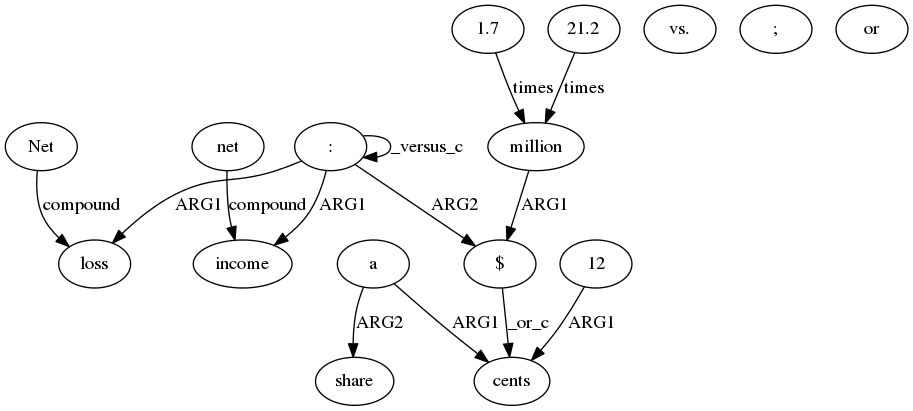 1.7 21.2 vs. ; or
times times
Net net : _versus_c million
compound ARG1 compound ARG1 ARG2 ARG1
loss income a $ 12
ARG2 ARG1 _or_c ARG1
share cents